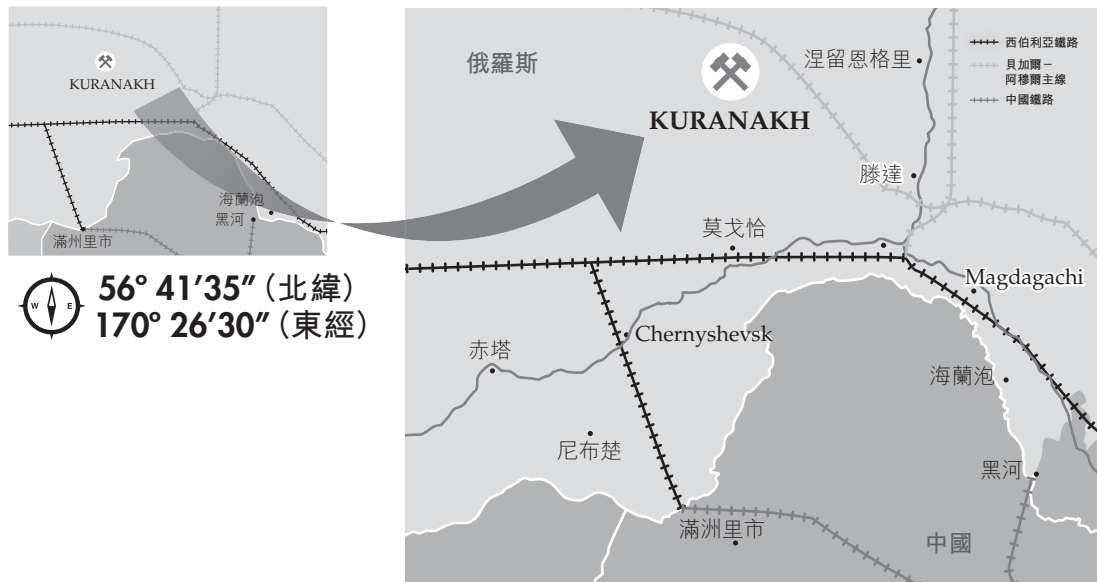 KURANAKH
海蘭泡
黑河
滿州里市
W E
56° 41’35” (北緯)
170° 26’30” (東經)
西伯利亞鐵路
貝加爾－
阿穆爾主線
中國鐵路
俄羅斯
涅留恩格里
KURANAKH
滕達
莫戈恰
Magdagachi
Chernyshevsk
赤塔
海蘭泡
尼布楚
黑河
滿洲里市
中國